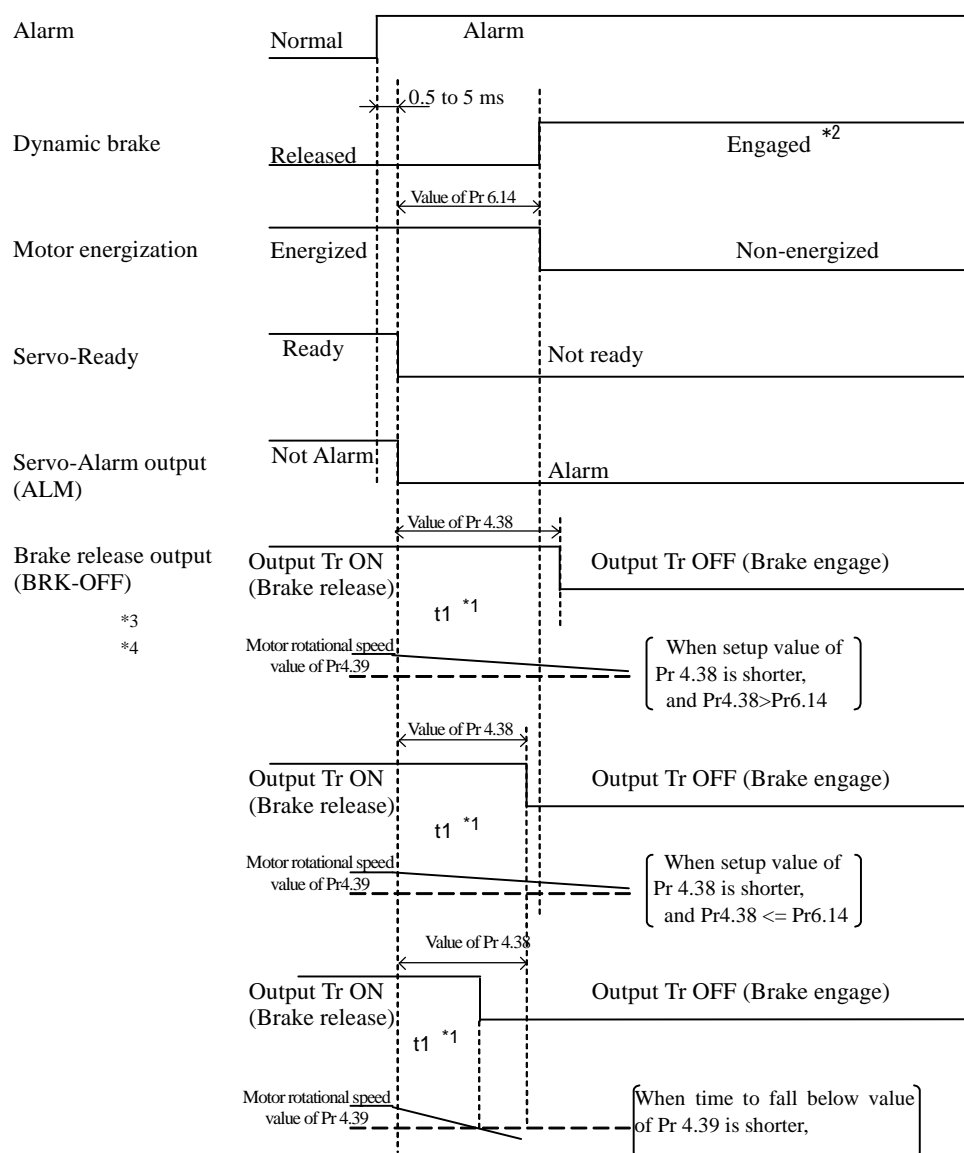 Alarm
Normal
Alarm
0.5 to 5 ms
Dynamic brake
Released
Engaged *2
Value of Pr 6.14
Motor energization
Energized
Non-energized
Servo-Ready
Ready
Not ready
Servo-Alarm output
(ALM)
Not Alarm
Alarm
Value of Pr 4.38
Brake release output
(BRK-OFF)
*3
*4
Output Tr ON
(Brake release)
Output Tr OFF (Brake engage)
t1 *1
Motor rotational speed
value of Pr4.39
When setup value of
Pr 4.38 is shorter,
and Pr4.38>Pr6.14
Value of Pr 4.38
Output Tr ON
(Brake release)
Output Tr OFF (Brake engage)
t1 *1
Motor rotational speed
value of Pr4.39
When setup value of
Pr 4.38 is shorter,
and Pr4.38 <= Pr6.14
Value of Pr 4.38
Output Tr ON
(Brake release)
Output Tr OFF (Brake engage)
t1 *1
Motor rotational speed
value of Pr 4.39
When time to fall below value
of Pr 4.39 is shorter,